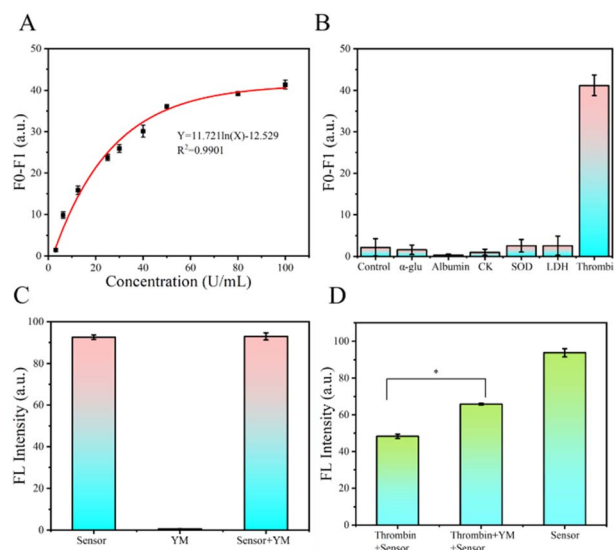 A
50
40
30
20
10
0
F0-F1 (a.u.)
Y=11.721ln(X)-12.529
R²=0.9901
0 20 40 60 80 100
Concentration (U/mL)
B
50
40
30
20
10
0
F0-F1 (a.u.)
Control α-glu Albumin CK SOD LDH Thrombi
C
100
80
60
40
20
0
FL Intensity (a.u.)
Sensor YM Sensor+YM
D
100
80
60
40
20
0
FL Intensity (a.u.)
*
Thrombin Thrombin+YM Sensor
+Sensor +Sensor